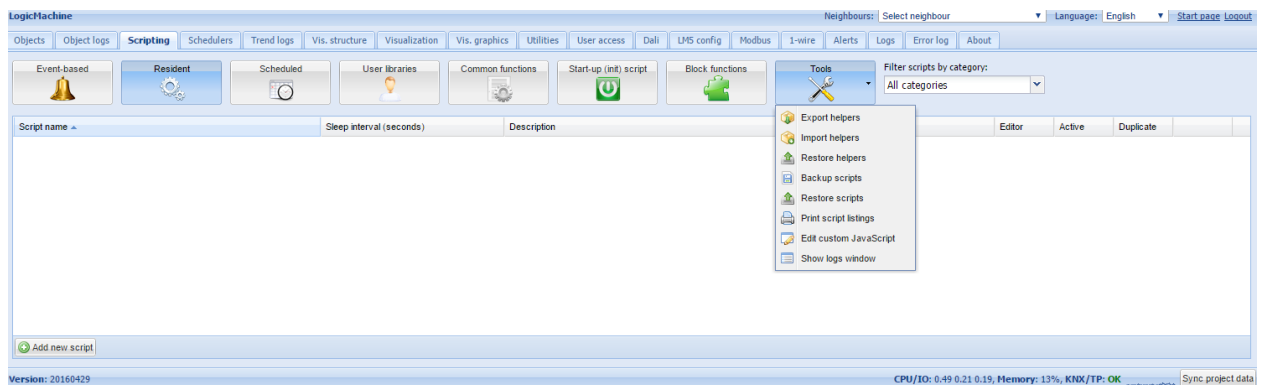 LogicMachine Neighbours: Select neighbour Language: English Start page Logout
Objects Object logs Scripting Schedulers Trend logs Vis. structure Visualization Vis. graphics Utilities User access Dali LM5 config Modbus 1-wire Alerts Logs Error log About
Event-based Resident Scheduled User libraries Common functions Start-up (init) script Block functions Tools Filter scripts by category:
All categories
Export helpers
Script name Sleep interval (seconds) Description Editor Active Duplicate
Import helpers
Restore helpers
Backup scripts
Restore scripts
Print script listings
Edit custom JavaScript
Show logs window
Add new script
Version: 20160429 CPU/IO: 0.49 0.21 0.19, Memory: 13%, KNX/TP: OK Sync project data